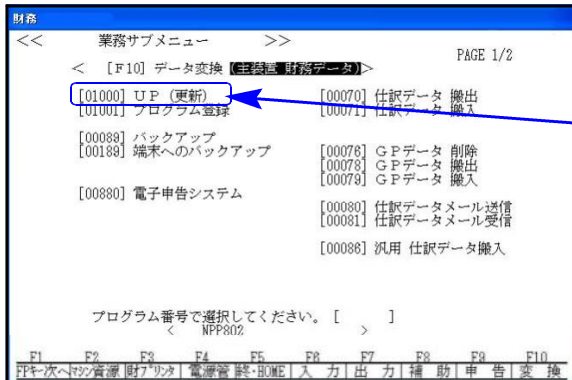 財務
<< 業務サブメニュー >>
PAGE 1/2
< [F10] データ変換 (主装置 財務データ)>
[01000] UP (更新) [00070] 仕訳データ 搬出
[01001] プログラム登録 [00071] 仕訳データ 搬入
[00089] バックアップ
[00189] 端末へのバックアップ [00076] GPデータ 削除
[00078] GPデータ 搬出
[00079] GPデータ 搬入
[00880] 電子申告システム
[00080] 仕訳データメール送信
[00081] 仕訳データメール受信
[00086] 汎用 仕訳データ搬入
プログラム番号で選択してください。 [ ]
< NPP802 >
F1 F2 F3 F4 F5 F6 F7 F8 F9 F10
FPキー次へ マシン資源 財プリンタ 電源管 終・HOME 入 力 出 力 補 助 申 告 変 換